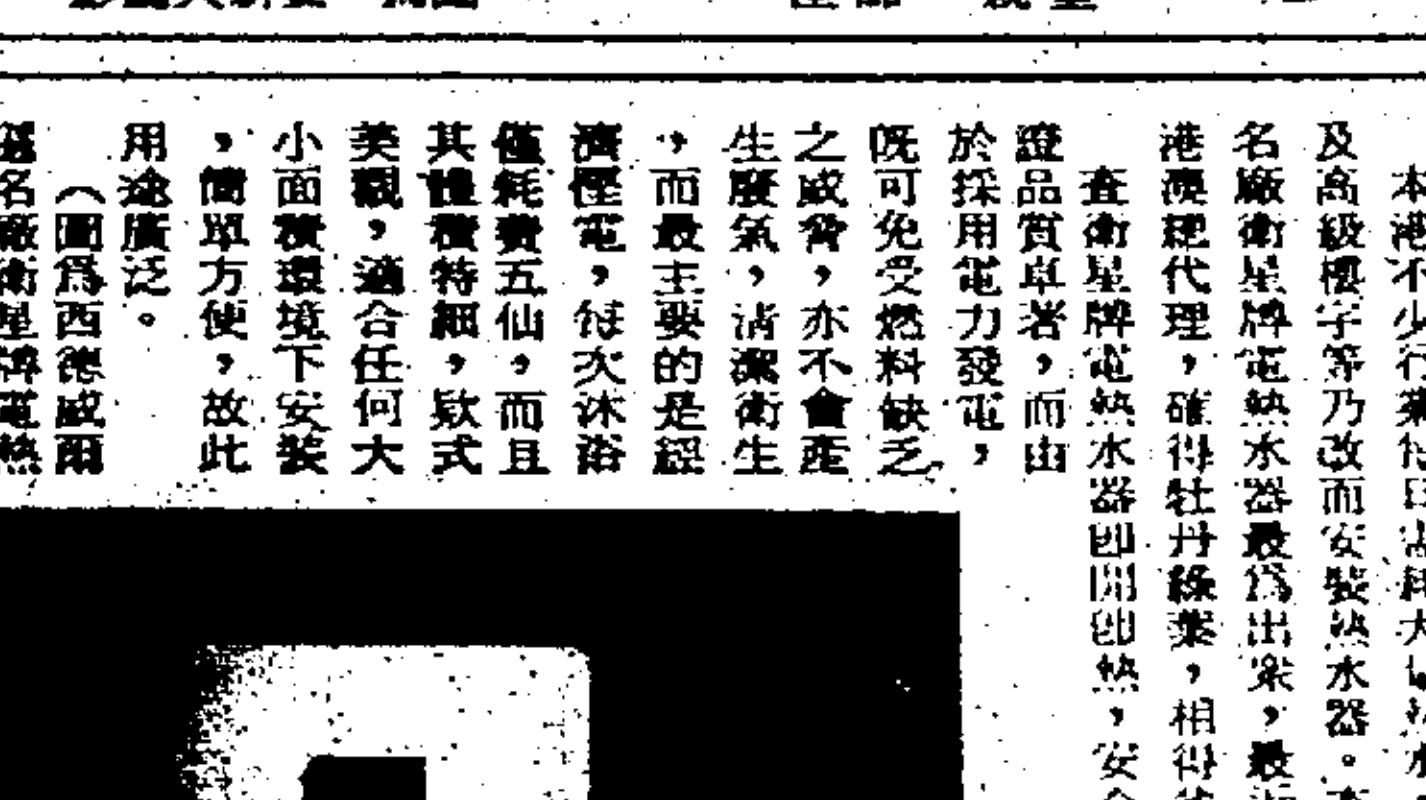 本港不少行
及高級樓宇等乃改而安裝熱水器。
名廠衛星牌電熱水器最為出眾，最
港澳總代理，確得牡丹綠葉，相得
查衛星牌電熱水器即開即熱，安
證品質卓著，而由
於採用電力發電，
既可免受燃料缺乏
之威脅，亦不會產
生廢氣，清潔衛生
，而最主要的是經
濟慳電，每次沐浴
僅耗費五仙，而且
其體積特細，欵式
美觀，適合任何大
小面積環境下安裝
，簡單方便，故此
用途廣泛。
（圖爲西德威爾
名廠衛星牌電熱